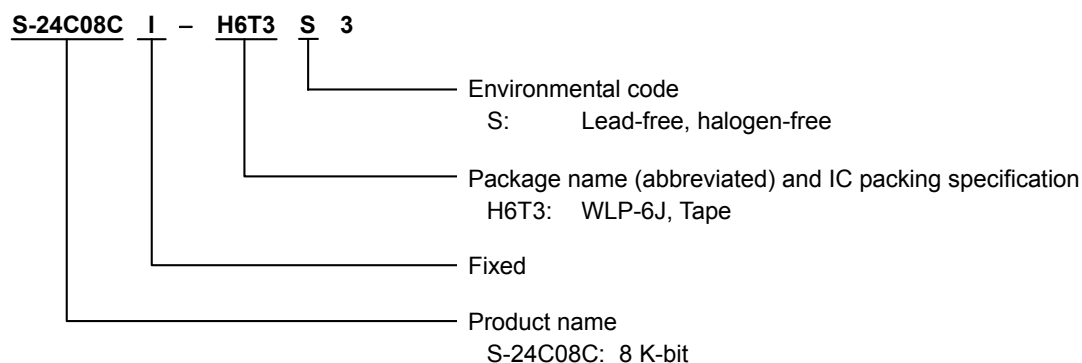 S-24C08C I – H6T3 S 3
Environmental code
S: Lead-free, halogen-free
Package name (abbreviated) and IC packing specification
H6T3: WLP-6J, Tape
Fixed
Product name
S-24C08C: 8 K-bit